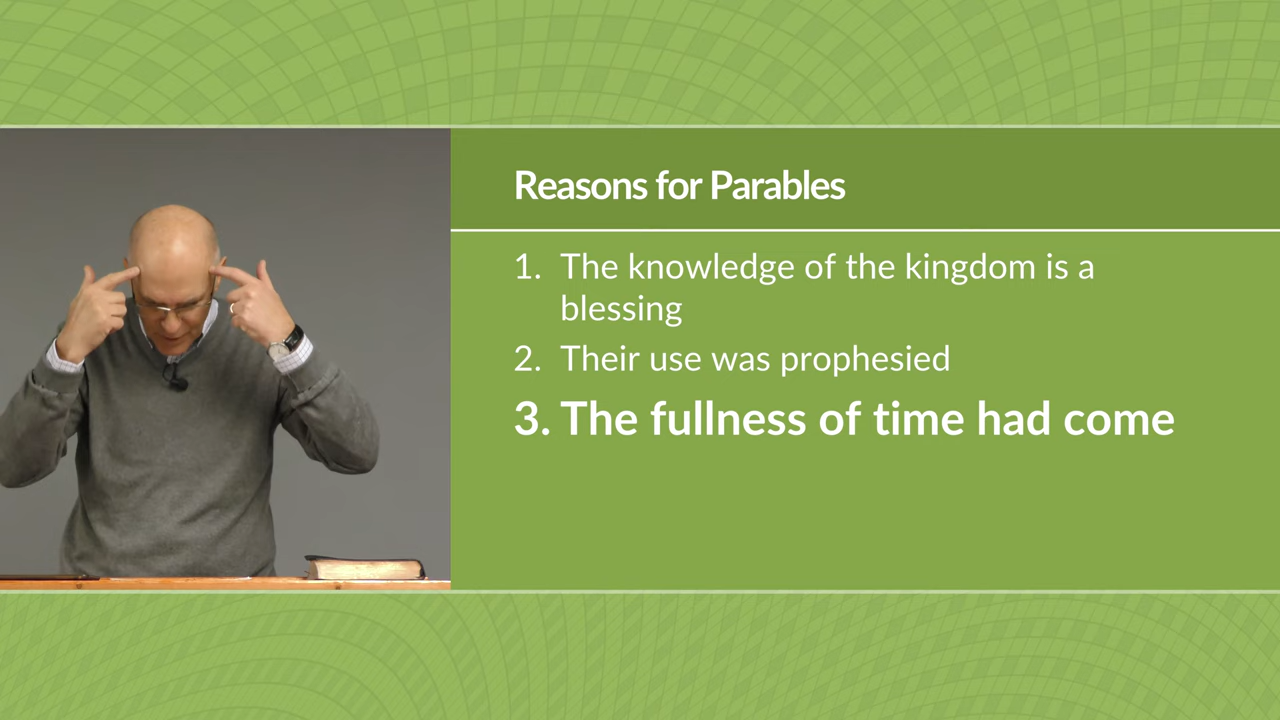 Reasons for Parables
1. The knowledge of the kingdom is a
blessing
2. Their use was prophesied
3. The fullness of time had come